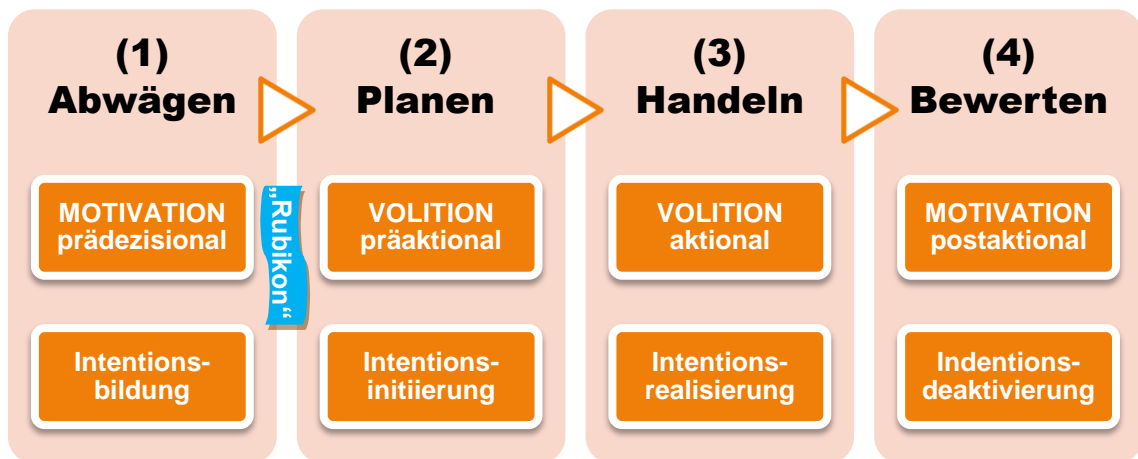 (1)
Abwägen
MOTIVATION
prädezisional
Intentions-
bildung
„Rubikon“
(2)
Planen
VOLITION
präaktional
Intentions-
initiierung
(3)
Handeln
VOLITION
aktional
Intentions-
realisierung
(4)
Bewerten
MOTIVATION
postaktional
Indentions-
deaktivierung